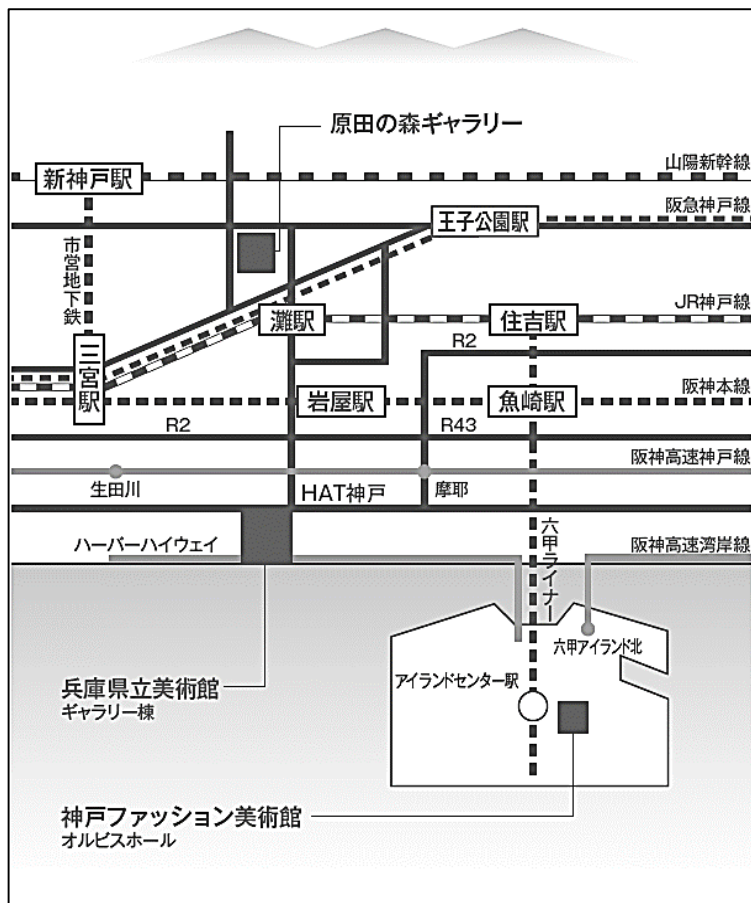 原田の森ギャラリー
山陽新幹線
新神戸駅
阪急神戸線
王子公園駅
市営地下鉄
JR神戸線
灘駅
住吉駅
R2
三宮駅
岩屋駅
魚崎駅
阪神本線
R2
R43
阪神高速神戸線
生田川
HAT神戸
摩耶
ハーバーハイウェイ
六甲ライナー
阪神高速湾岸線
六甲アイランド北
アイランドセンター駅
兵庫県立美術館
ギャラリー棟
神戸ファッション美術館
オルビスホール